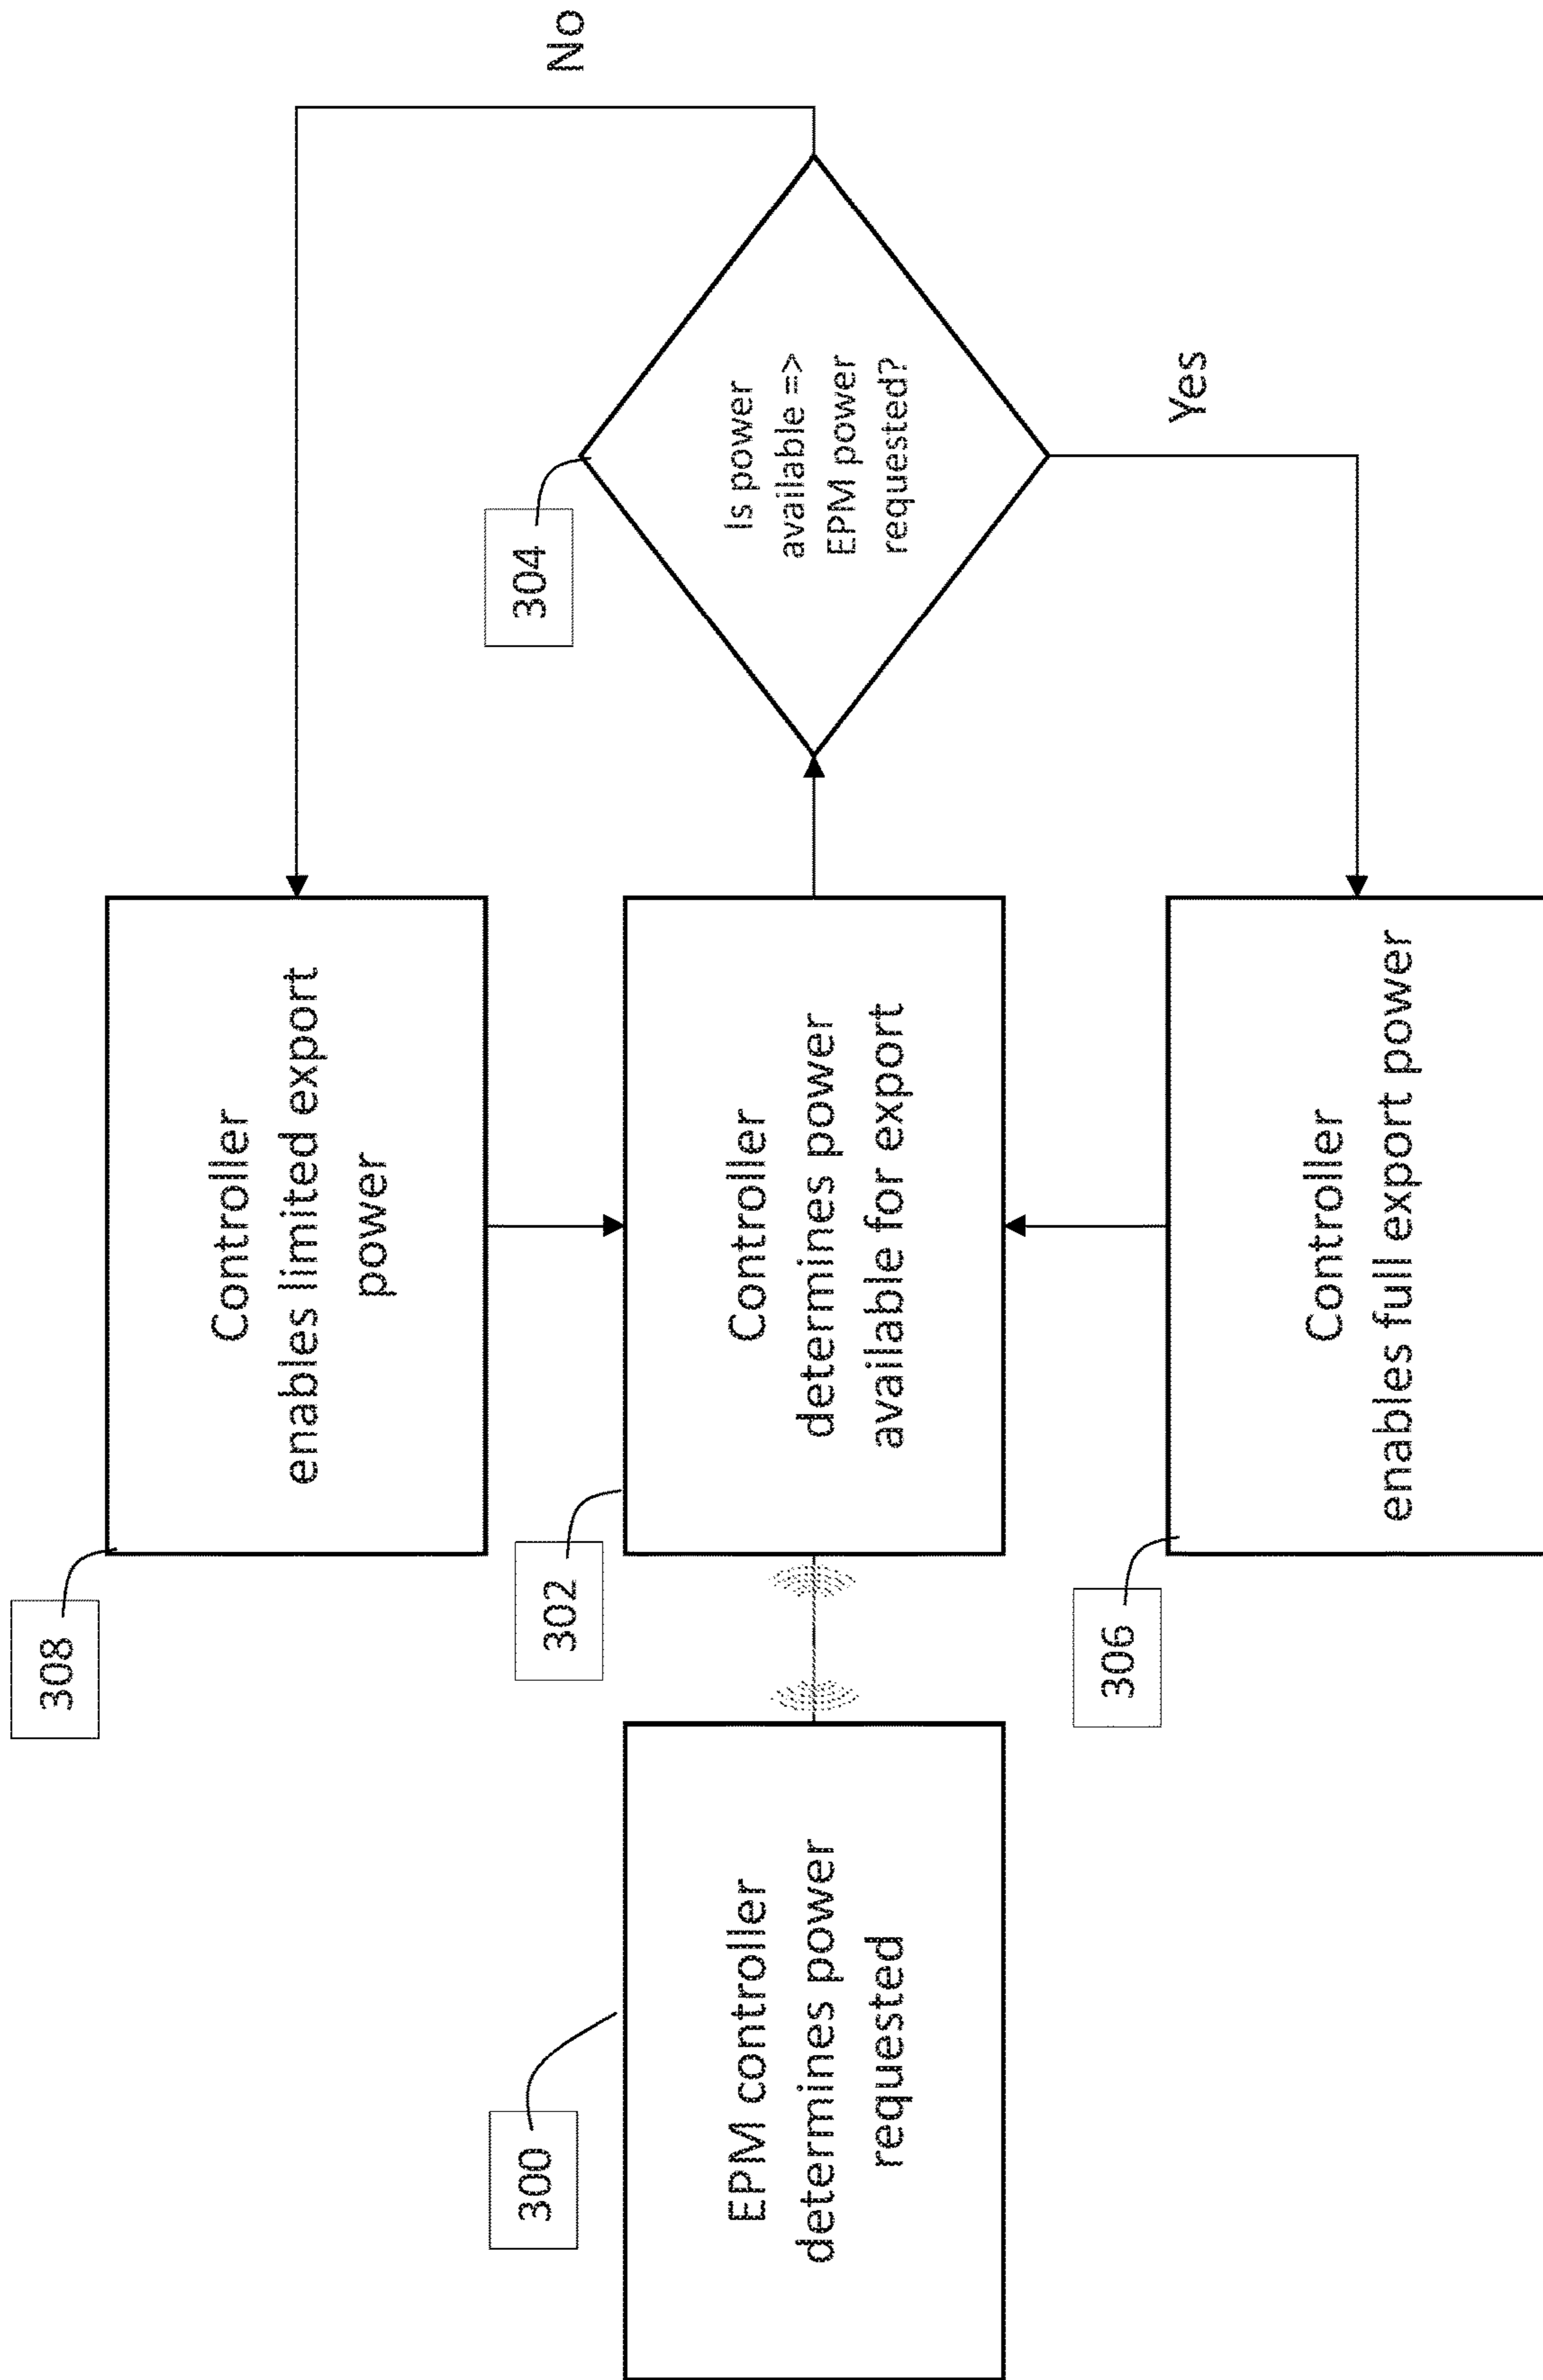 308
Controller
enables limited export
power
No
300
EPM controller
determines power
requested
302
Controller
determines power
available for export
304
Is power
available =>
EPM power
requested?
306
Controller
enables full export power
Yes